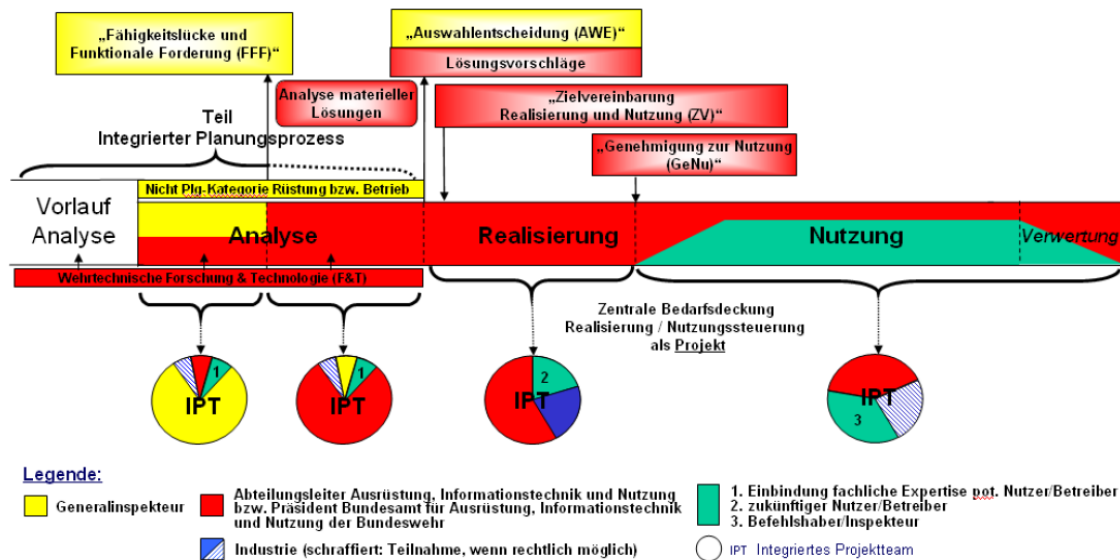 „Fähigkeitslücke und
Funktionale Forderung (FFF)“
„Auswahlentscheidung (AWE)“
Lösungsvorschläge
Analyse materieller
Lösungen
„Zielvereinbarung
Realisierung und Nutzung (ZV)“
Teil
Integrierter Planungsprozess
„Genehmigung zur Nutzung
(GeNu)“
Nicht Plg-Kategorie Rüstung bzw. Betrieb
Vorlauf
Analyse
Analyse
Realisierung
Nutzung
Verwertung
Wehrtechnische Forschung & Technologie (F&T)
Zentrale Bedarfsdeckung
Realisierung / Nutzungssteuerung
als Projekt
1
IPT
1
IPT
2
IPT
IPT
3
Legende:
Generalinspekteur
Abteilungsleiter Ausrüstung, Informationstechnik und Nutzung
bzw. Präsident Bundesamt für Ausrüstung, Informationstechnik
und Nutzung der Bundeswehr
Industrie (schraffiert: Teilnahme, wenn rechtlich möglich)
1. Einbindung fachliche Expertise pot. Nutzer/Betreiber
2. zukünftiger Nutzer/Betreiber
3. Befehlshaber/Inspekteur
IPT Integriertes Projektteam